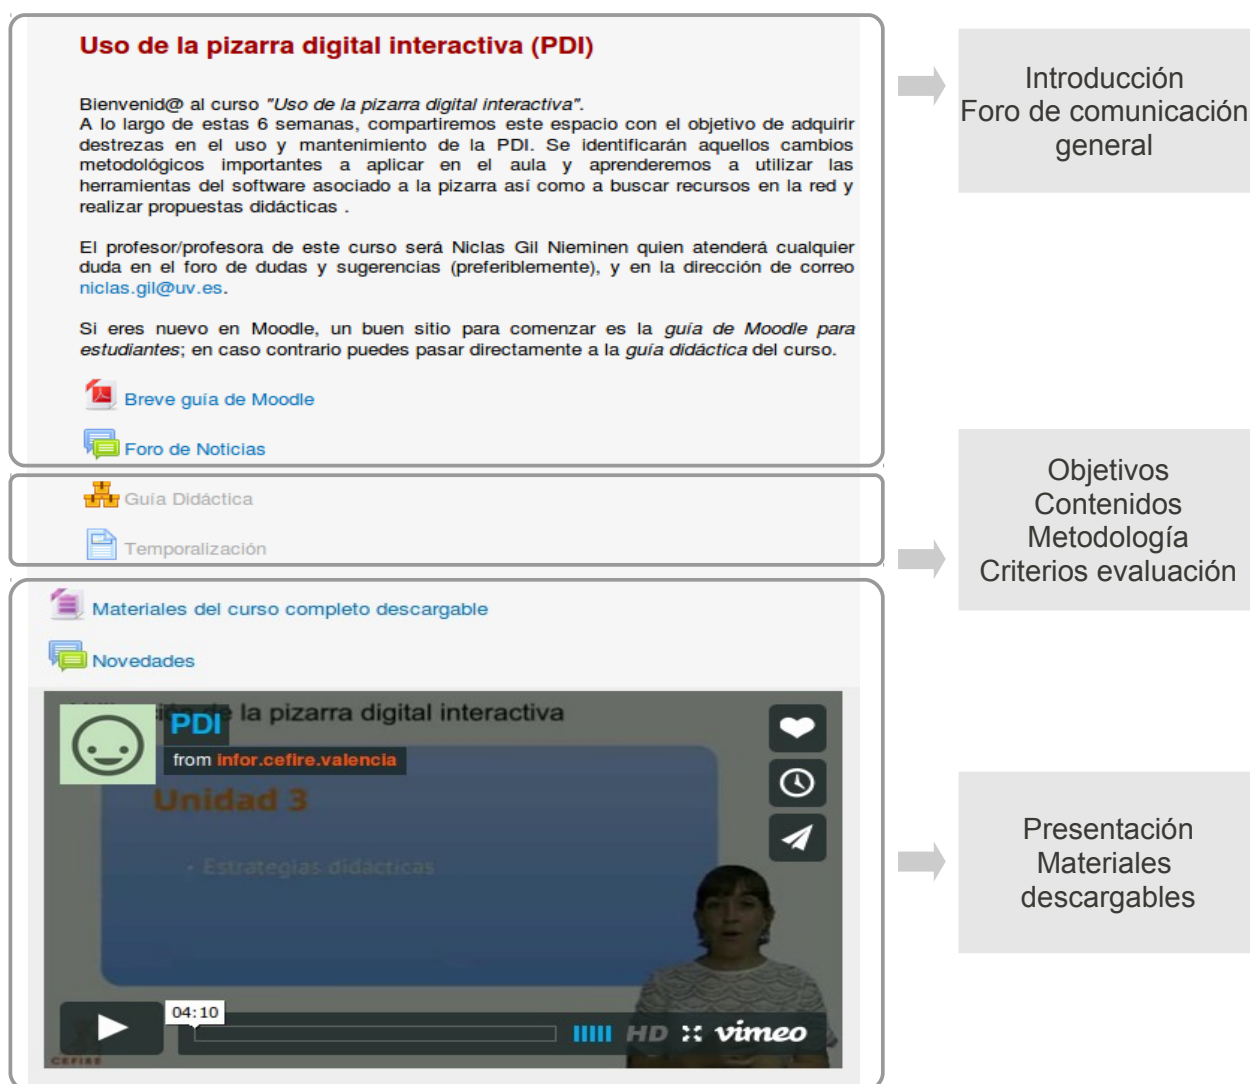 Uso de la pizarra digital interactiva (PDI)
Bienvenid@ al curso "Uso de la pizarra digital interactiva".
A lo largo de estas 6 semanas, compartiremos este espacio con el objetivo de adquirir
destrezas en el uso y mantenimiento de la PDI. Se identificarán aquellos cambios
metodológicos importantes a aplicar en el aula y aprenderemos a utilizar las
herramientas del software asociado a la pizarra así como a buscar recursos en la red y
realizar propuestas didácticas .
El profesor/profesora de este curso será Niclas Gil Nieminen quien atenderá cualquier
duda en el foro de dudas y sugerencias (preferiblemente), y en la dirección de correo
niclas.gil@uv.es.
Si eres nuevo en Moodle, un buen sitio para comenzar es la guía de Moodle para
estudiantes; en caso contrario puedes pasar directamente a la guía didáctica del curso.
Breve guía de Moodle
Foro de Noticias
Introducción
Foro de comunicación
general
Guía Didáctica
Temporalización
Objetivos
Contenidos
Metodología
Criterios evaluación
Materiales del curso completo descargable
Novedades
de la pizarra digital interactiva
PDI
from infor.cefire.valencia
Unidad 3
• Estrategias didácticas
04:10
HD vimeo
CEFIRE
Presentación
Materiales
descargables